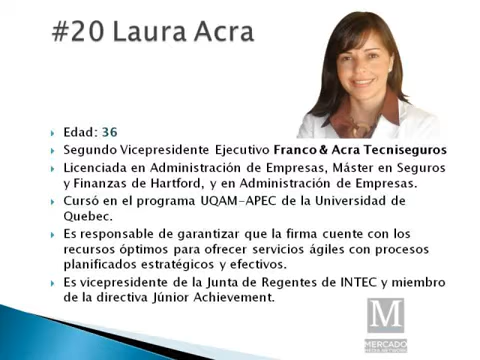 #20 Laura Acra
Edad: 36
Segundo Vicepresidente Ejecutivo Franco & Acra Tecniseguros
Licenciada en Administración de Empresas, Máster en Seguros
y Finanzas de Hartford, y en Administración de Empresas.
Cursó en el programa UQAM-APEC de la Universidad de
Quebec.
Es responsable de garantizar que la firma cuente con los
recursos óptimos para ofrecer servicios ágiles con procesos
planificados estratégicos y efectivos.
Es vicepresidente de la Junta de Regentes de INTEC y miembro
de la directiva Júnior Achievement.
M
MERCADO
MEDIA NETWORK